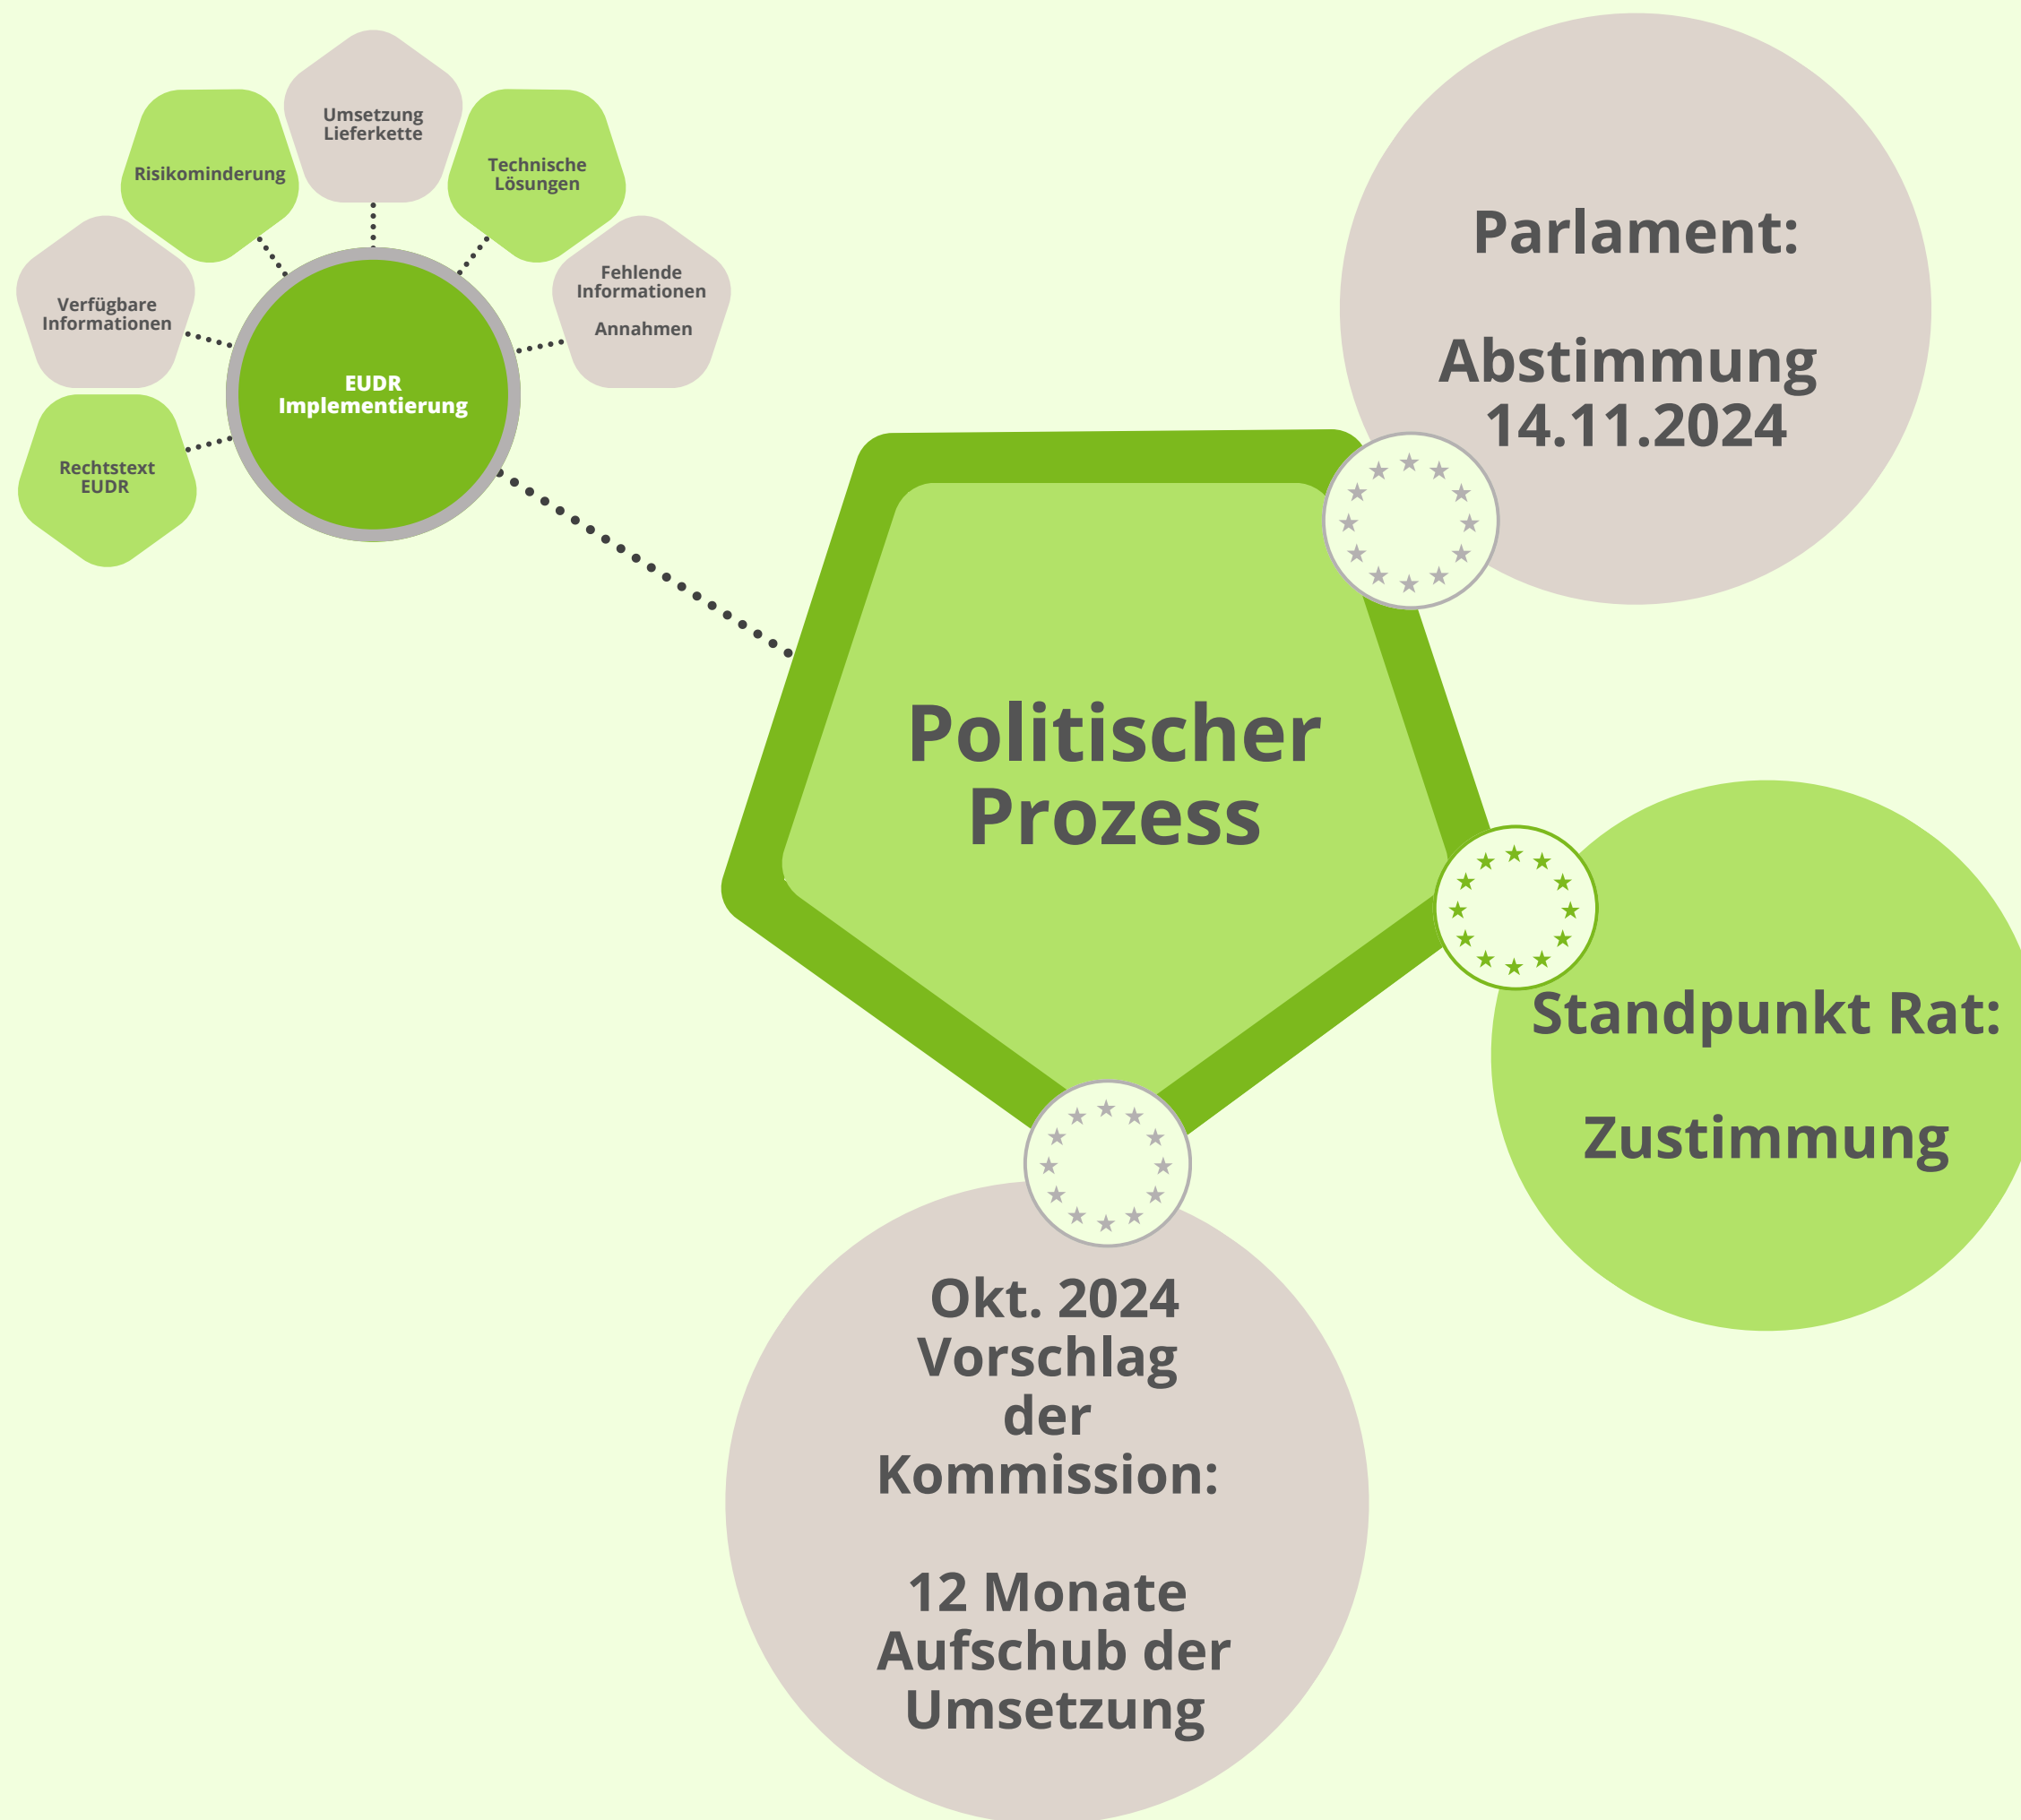 Umsetzung
Lieferkette
Risikominderung
Technische
Lösungen
Verfügbare
Informationen
Fehlende
Informationen
Annahmen
EUDR
Implementierung
Rechtstext
EUDR
Parlament:
Abstimmung
14.11.2024
Politischer
Prozess
Standpunkt Rat:
Zustimmung
Okt. 2024
Vorschlag
der
Kommission:
12 Monate
Aufschub der
Umsetzung